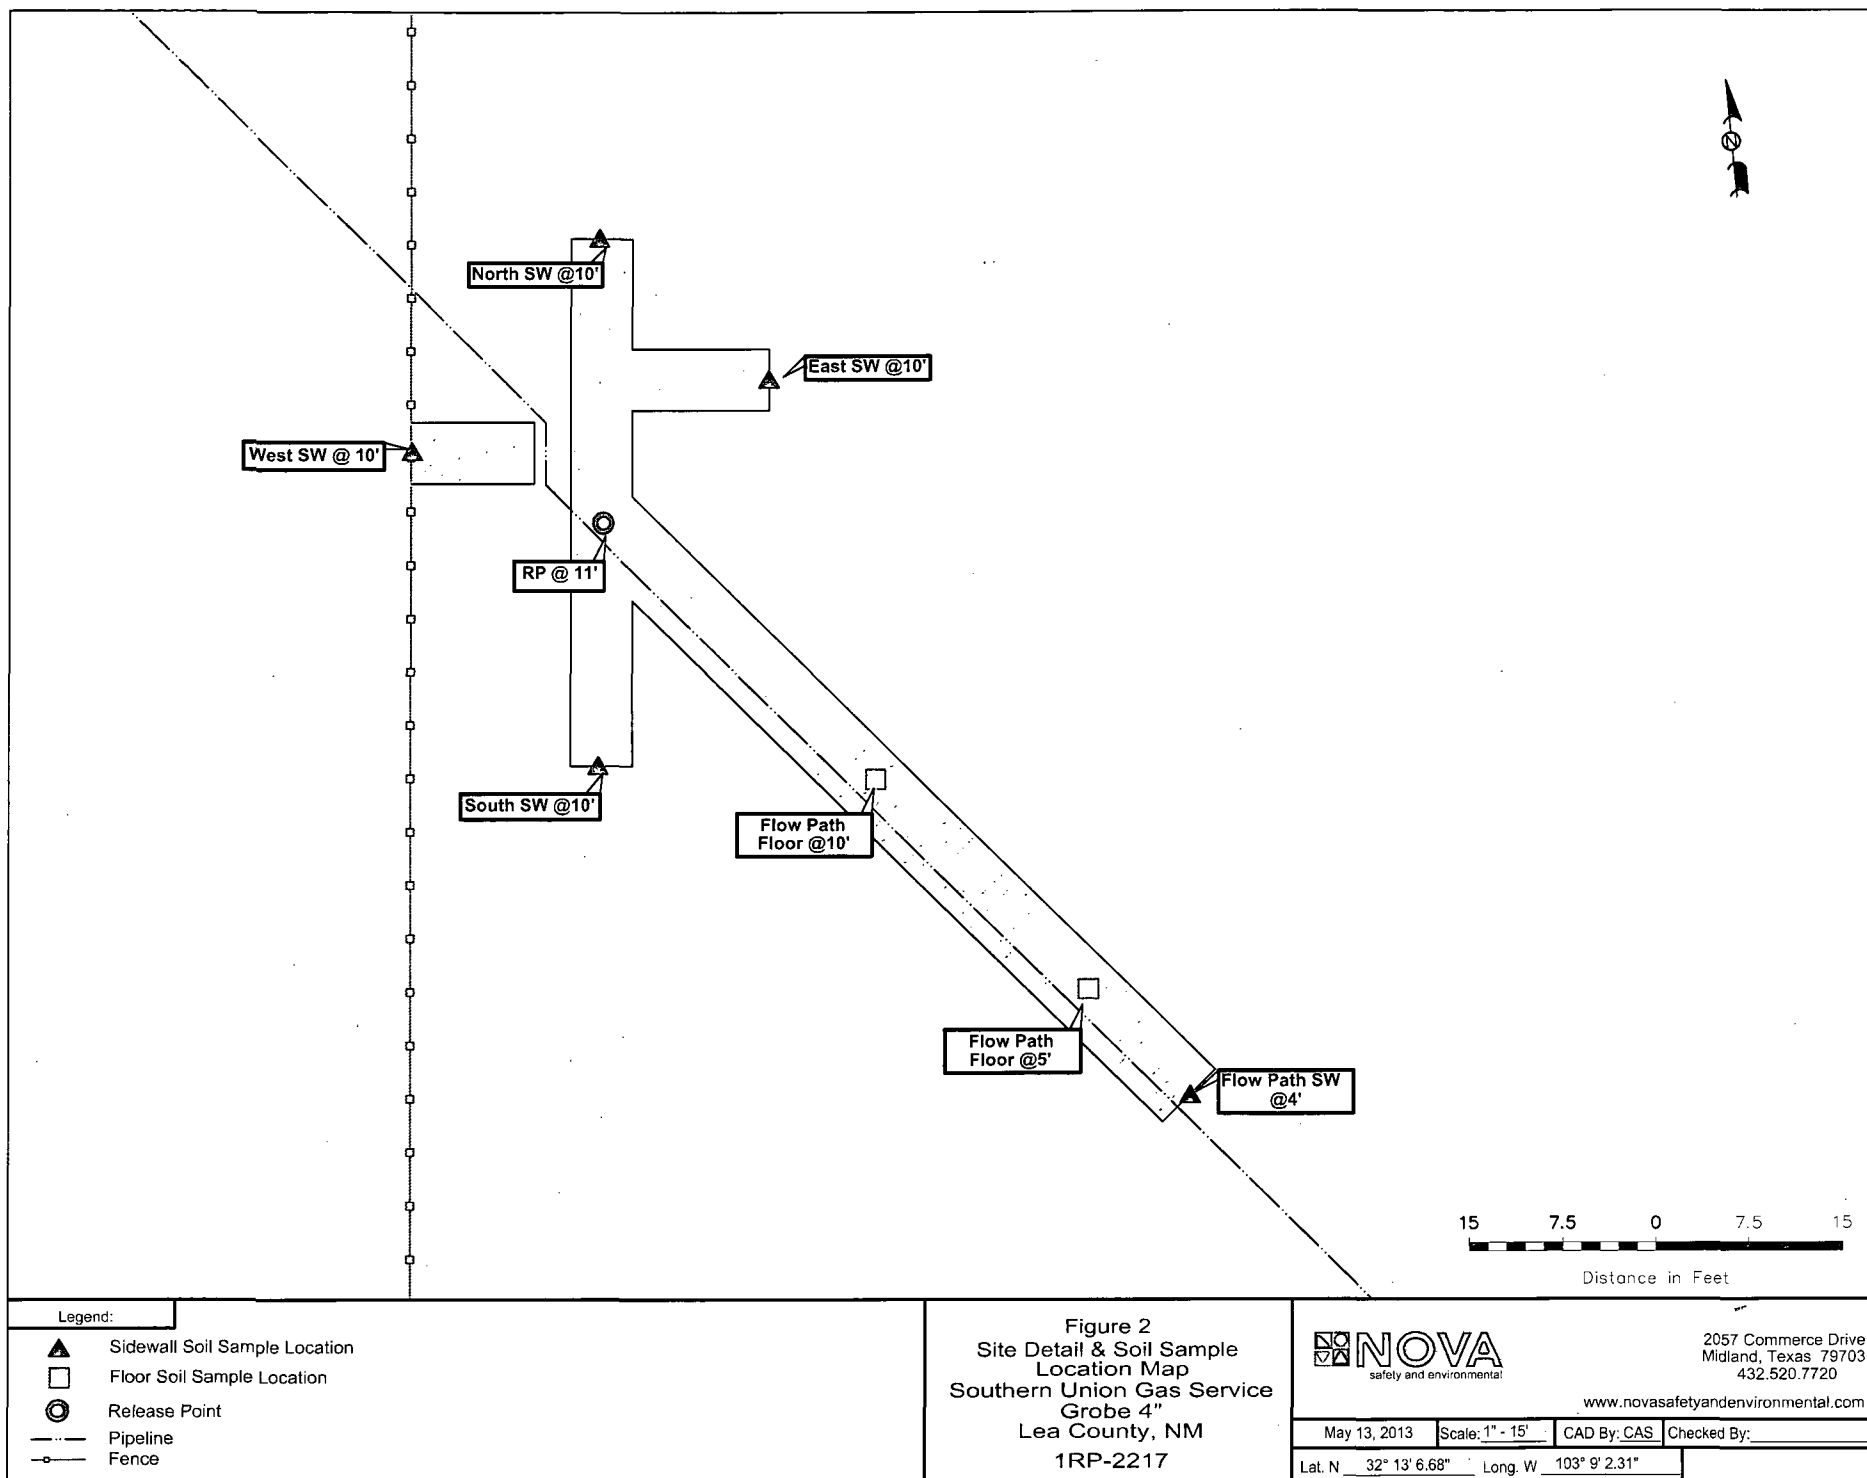 N
North SW @10'
East SW @10'
West SW @ 10'
RP @ 11'
South SW @10'
Flow Path
Floor @10'
Flow Path
Floor @5'
Flow Path SW
@4'
15 7.5 0 7.5 15
Distance in Feet
Legend:
Sidewall Soil Sample Location
Floor Soil Sample Location
Release Point
Pipeline
Fence
Figure 2
Site Detail & Soil Sample
Location Map
Southern Union Gas Service
Grobe 4"
Lea County, NM
1RP-2217
NOVA
safety and environmental
2057 Commerce Drive
Midland, Texas 79703
432.520.7720
www.novasafetyandenvironmental.com
May 13, 2013 Scale: 1" - 15' CAD By: CAS Checked By:
Lat. N 32° 13' 6.68" Long. W 103° 9' 2.31"